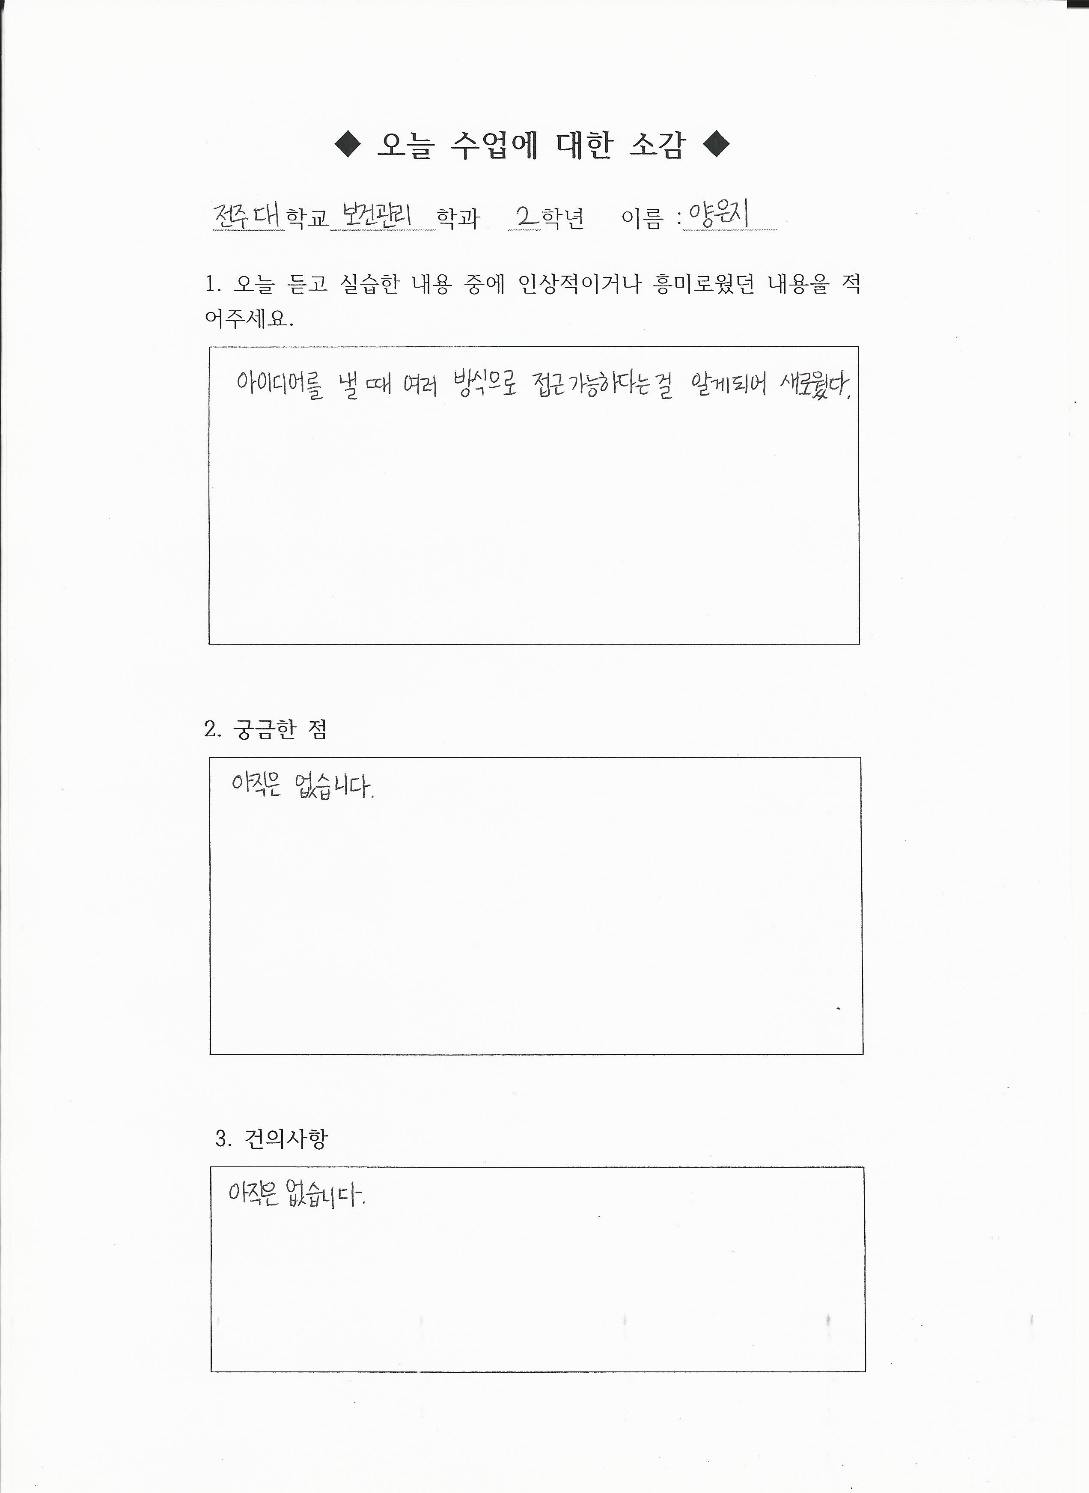 ◆ 오늘 수업에 대한 소감 ◆
전주대학교 보건관리 학과 2학년 이름 : 양은지
1. 오늘 듣고 실습한 내용 중에 인상적이거나 흥미로웠던 내용을 적
어주세요.
아이디어를 낼 때 여러 방식으로 접근가능하다는걸 알게되어 새로웠다.
2. 궁금한 점
아직은 없습니다.
3. 건의사항
아직은 없습니다.